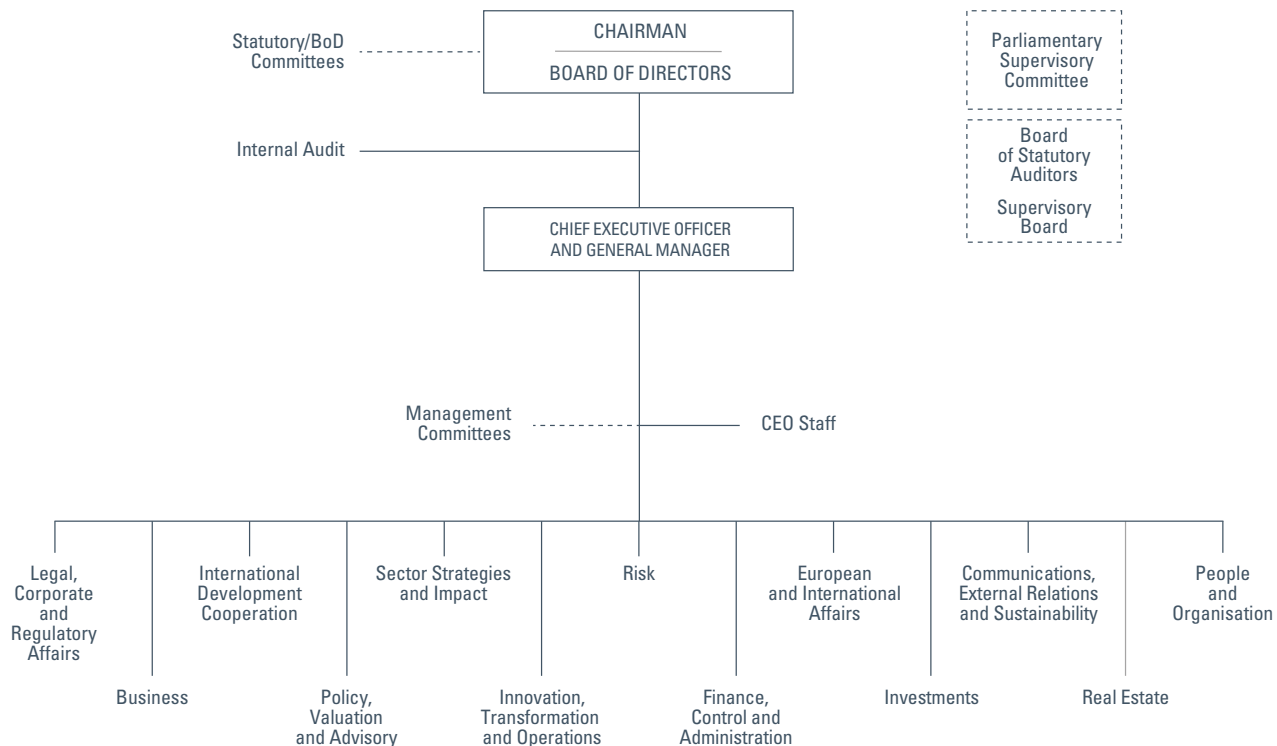 CHAIRMAN
BOARD OF DIRECTORS
Statutory/BoD
Committees
Parliamentary
Supervisory
Committee
Board
of Statutory
Auditors
Supervisory
Board
Internal Audit
CHIEF EXECUTIVE OFFICER
AND GENERAL MANAGER
Management
Committees
CEO Staff
Legal,
Corporate
and
Regulatory
Affairs
International
Development
Cooperation
Sector Strategies
and Impact
Risk
European
and International
Affairs
Communications,
External Relations
and Sustainability
People
and
Organisation
Business
Policy,
Valuation
and Advisory
Innovation,
Transformation
and Operations
Finance,
Control and
Administration
Investments
Real Estate